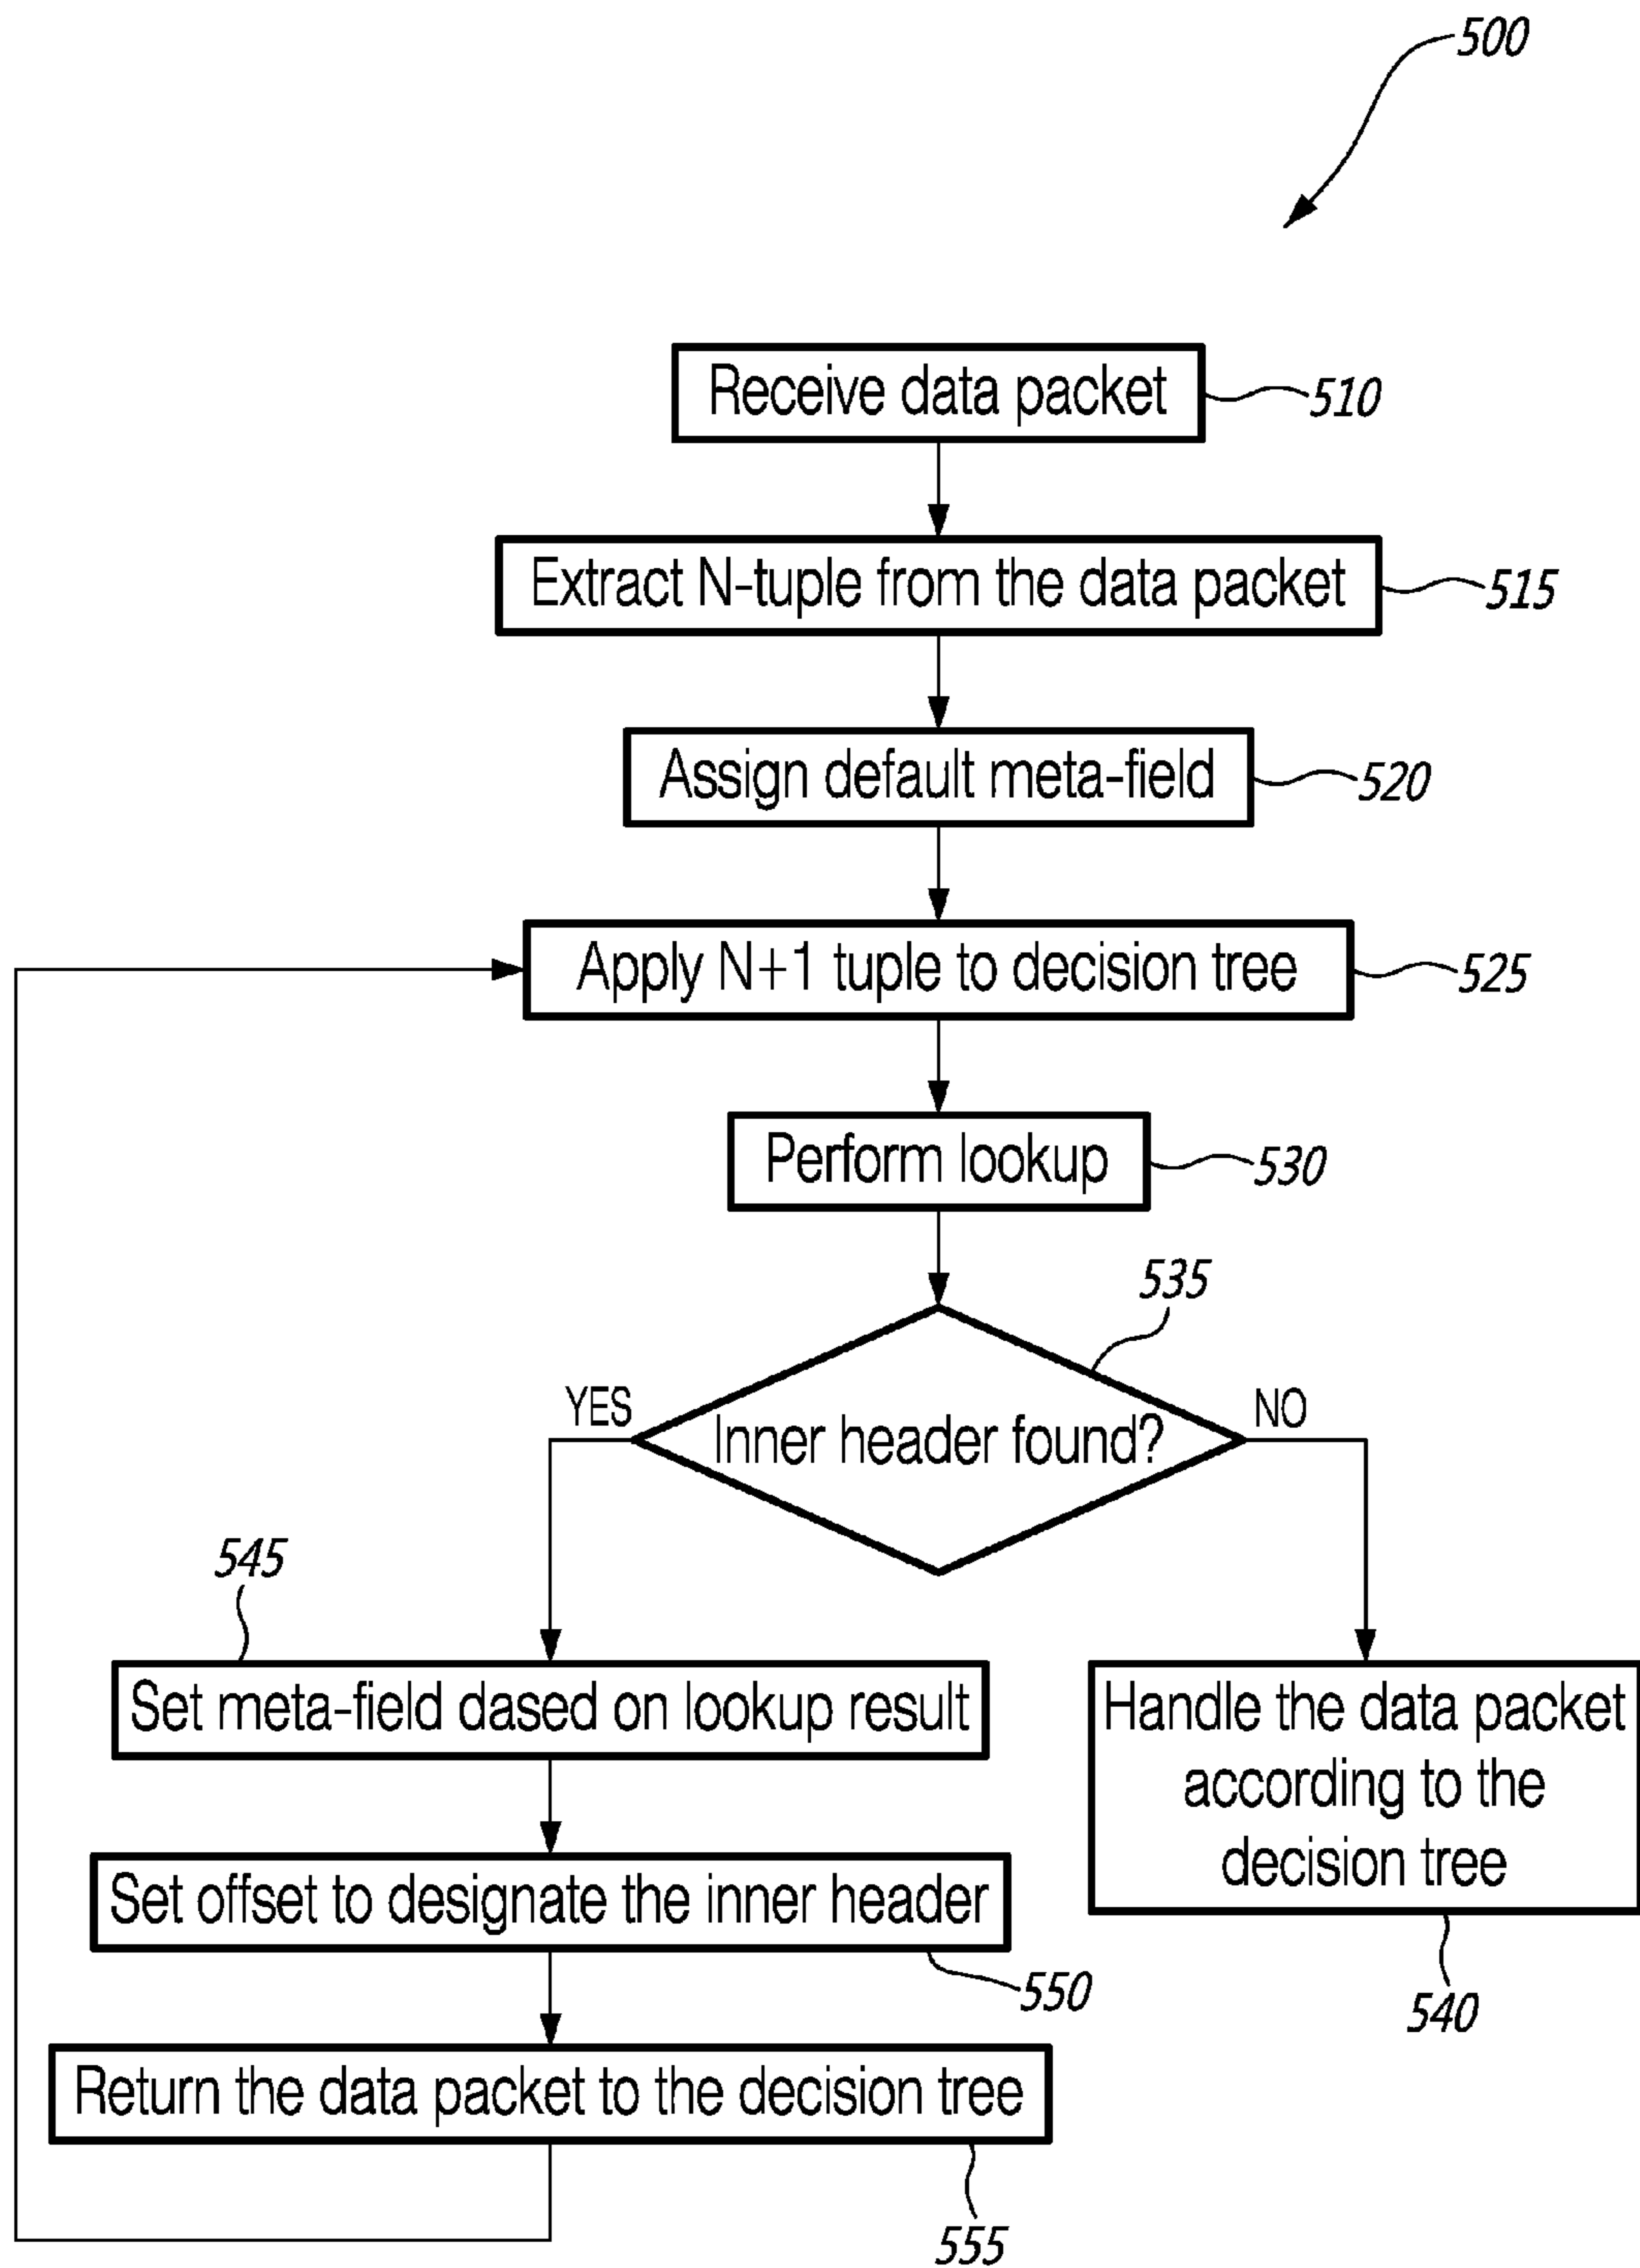 500
Receive data packet
510
Extract N-tuple from the data packet
515
Assign default meta-field
520
Apply N+1 tuple to decision tree
525
Perform lookup
530
535
YES
Inner header found?
NO
545
Set meta-field dased on lookup result
Handle the data packet
according to the
decision tree
540
Set offset to designate the inner header
550
Return the data packet to the decision tree
555